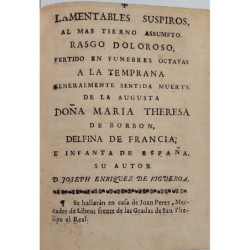 LAMENTABLES SUSPIROS,
AL MAS TIERNO ASSUMPTO
RASGO DOLOROSO,
VERTIDO EN FUNEBRES OCTAVAS
A LA TEMPRANA
GENERALMENTE SENTIDA MUERTE
DE LA AUGUSTA
DOÑA MARIA THERESA
DE BORBON,
DELFINA DE FRANCIA;
E INFANTA DE ESPAÑA.
SU AUTOR
D. JOSEPH ENRIQUEZ DE FIGUEROA.
¶ Se hallarán en casa de Juan Perez, Mer-
cader de Libros frente de las Gradas de San Phe-
lipe el Real.